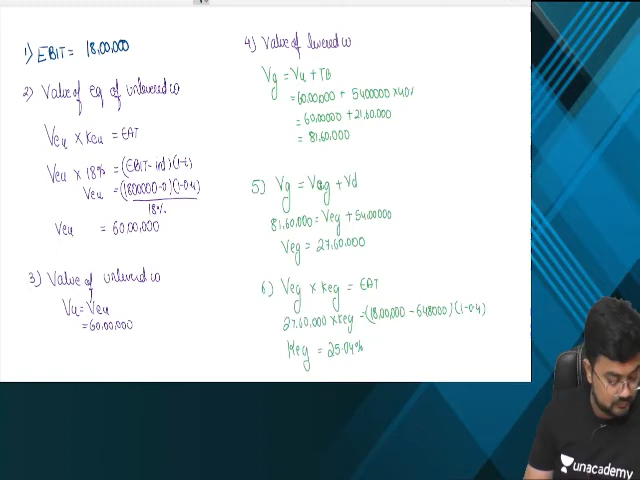 1) EBIT = 18,00,000
2) Value of eq of unlevered co
Veu × Keu = EAT
Veu × 18% = (EBIT - int)(1-t)
Veu = (1800000-0)(1-0.4)
18%
Veu = 60,00,000
3) Value of unlevered co
Vu = Veu
= 60,00,000
4) Value of levered co
Vg = Vu + TB
= 60,00,000 + 5400000 × 40%
= 60,00,000 + 21,60,000
= 81,60,000
5) Vg = Veg + Vd
81,60,000 = Veg + 54,00,000
Veg = 27,60,000
6) Veg × Keg = EAT
27,60,000 × Keg = (18,00,000 - 648000)(1-0.4)
Keg = 25.04%
unacademy